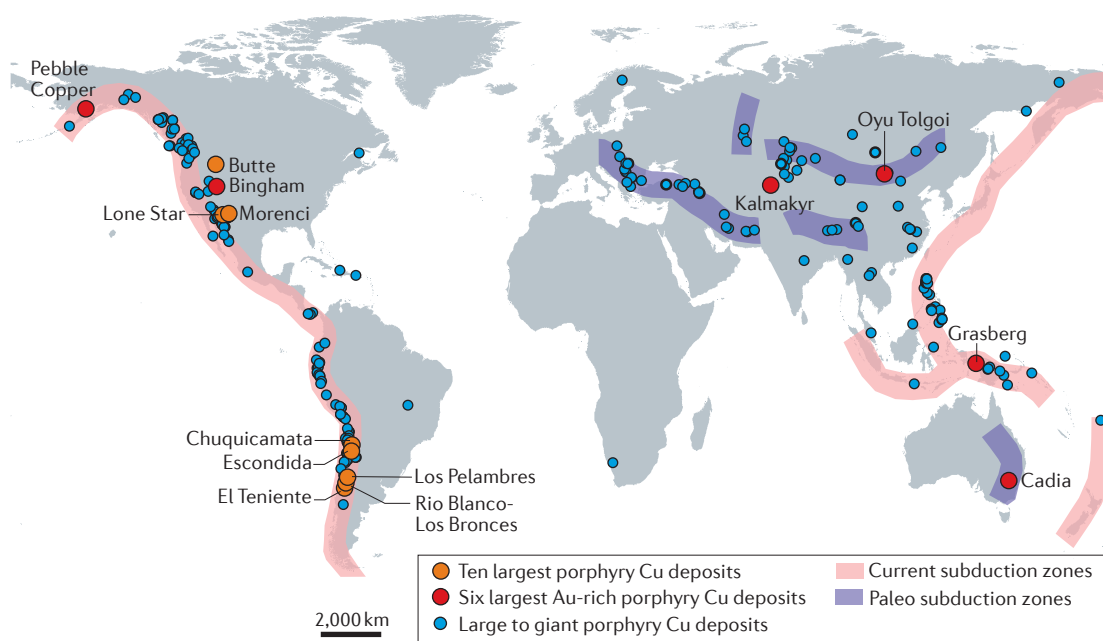 Pebble
Copper
Butte
Bingham
Lone Star
Morenci
Oyu Tolgoi
Kalmakyr
Grasberg
Chuquicamata
Escondida
Los Pelambres
El Teniente
Rio Blanco-
Los Bronces
Cadia
2,000 km
Ten largest porphyry Cu deposits
Six largest Au-rich porphyry Cu deposits
Large to giant porphyry Cu deposits
Current subduction zones
Paleo subduction zones